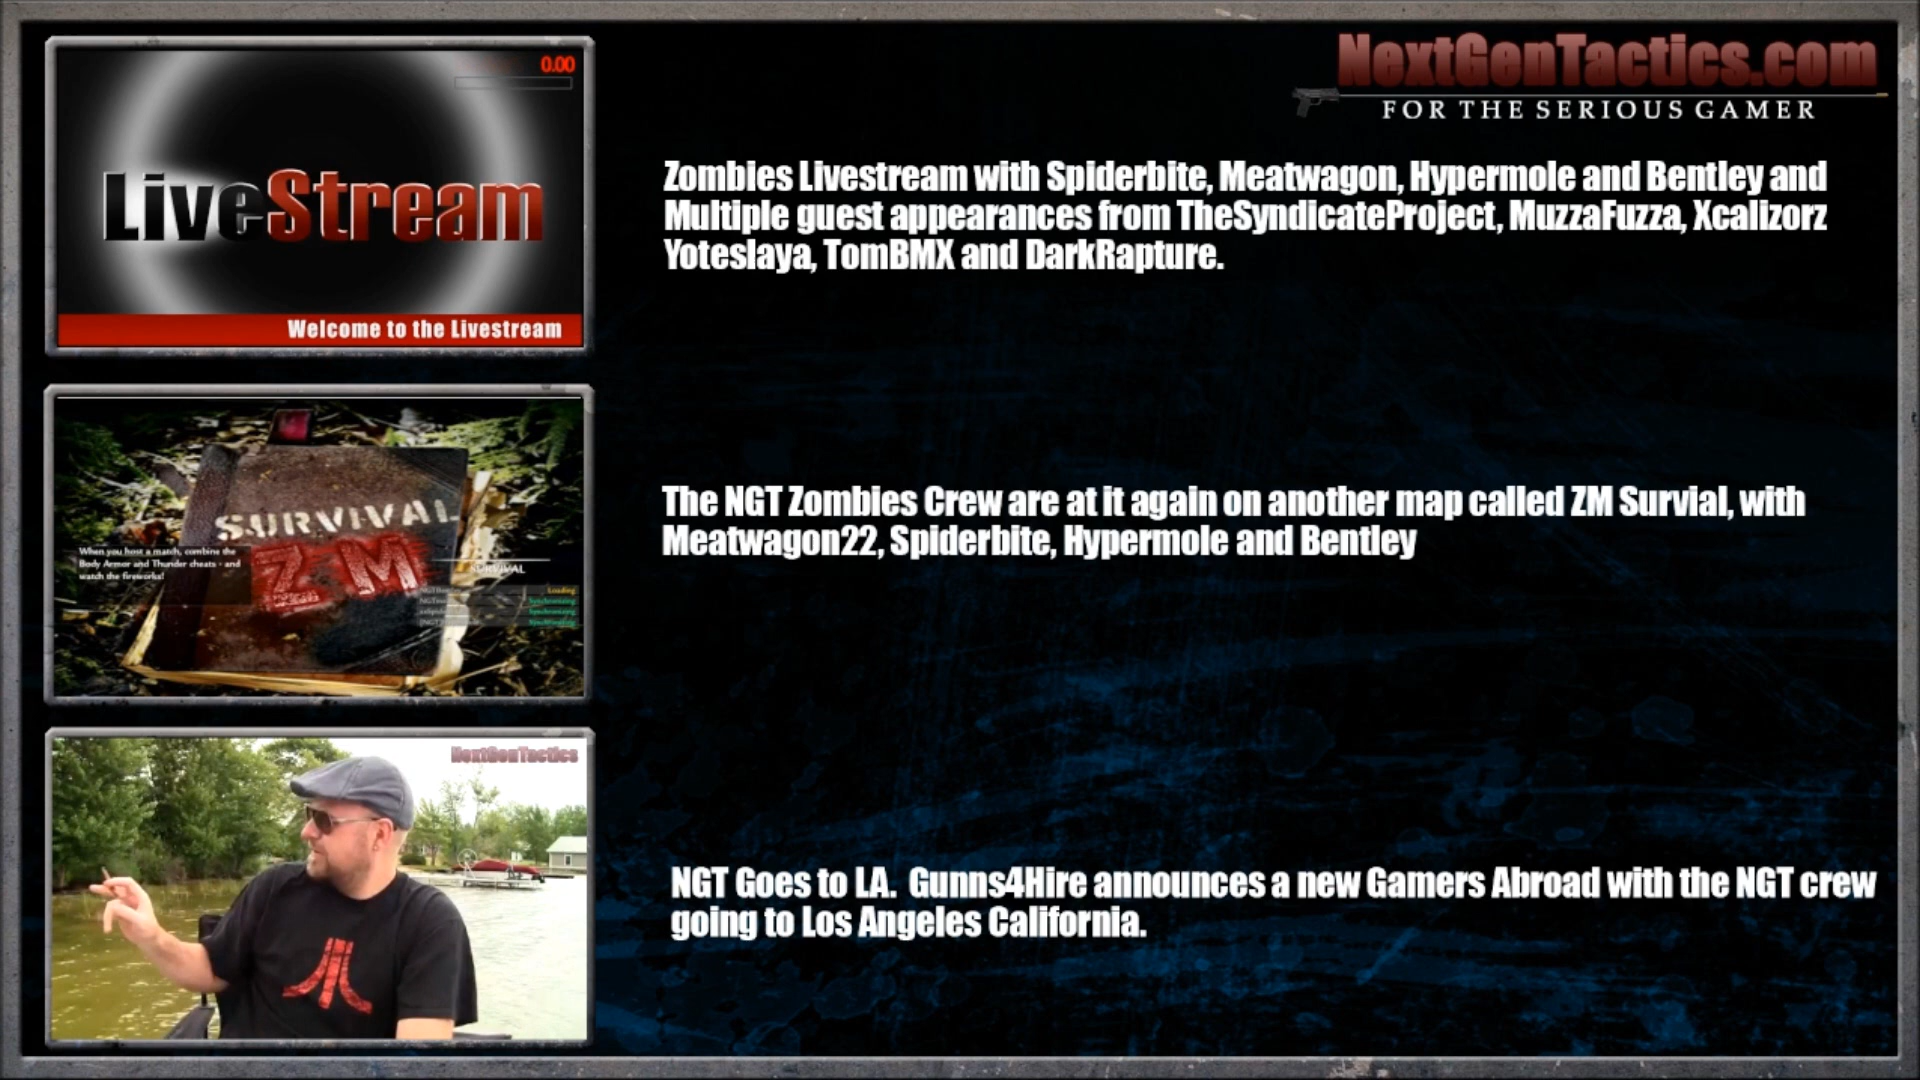 NextGenTactics.com
FOR THE SERIOUS GAMER
0.00
LiveStream
Welcome to the Livestream
Zombies Livestream with Spiderbite, Meatwagon, Hypermole and Bentley and
Multiple guest appearances from TheSyndicateProject, MuzzaFuzza, Xcalizorz
Yoteslaya, TomBMX and DarkRapture.
SURVIVAL
ZM
When you host a match, combine the
Body Armor and Thunder cheats - and
watch the fireworks!
SURVIVAL
Loading
Synchronizing
Synchronizing
Synchronizing
The NGT Zombies Crew are at it again on another map called ZM Survial, with
Meatwagon22, Spiderbite, Hypermole and Bentley
NextGenTactics
NGT Goes to LA.  Gunns4Hire announces a new Gamers Abroad with the NGT crew
going to Los Angeles California.